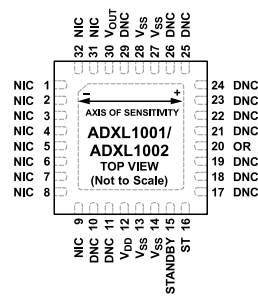 32 NIC
31 NIC
30 VOUT
29 DNC
28 VSS
27 VSS
26 DNC
25 DNC
NIC 1
NIC 2
NIC 3
NIC 4
NIC 5
NIC 6
NIC 7
NIC 8
– +
AXIS OF SENSITIVITY
ADXL1001/
ADXL1002
TOP VIEW
(Not to Scale)
24 DNC
23 DNC
22 DNC
21 DNC
20 OR
19 DNC
18 DNC
17 DNC
NIC 9
DNC 10
DNC 11
VDD 12
VSS 13
VSS 14
STANDBY 15
ST 16